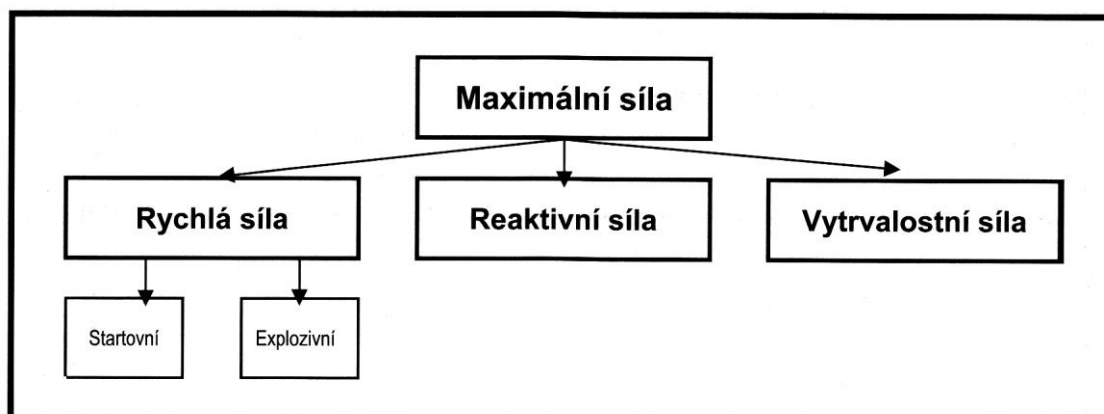 Maximální síla
Rychlá síla
Reaktivní síla
Vytrvalostní síla
Startovní
Explozivní